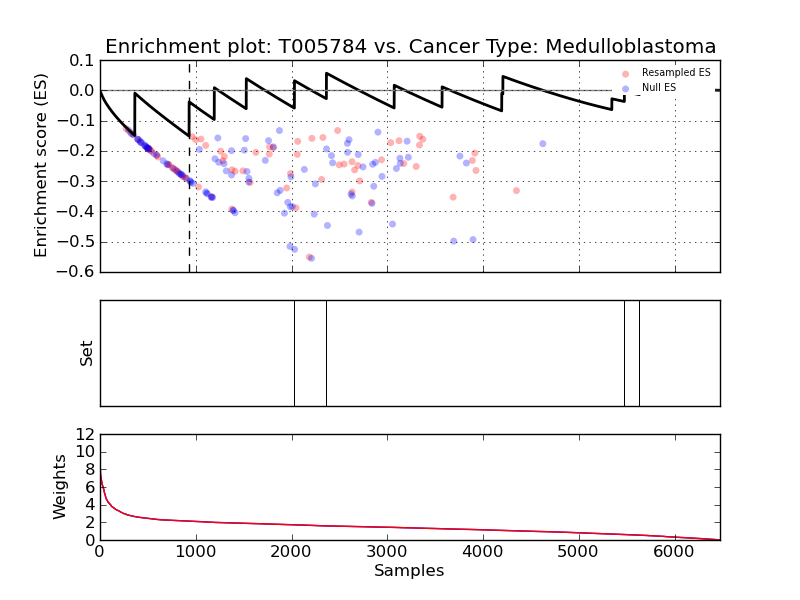 Enrichment plot: T005784 vs. Cancer Type: Medulloblastoma
Enrichment score (ES)
0.1
0.0
−0.1
−0.2
−0.3
−0.4
−0.5
−0.6
Resampled ES
Null ES
Set
Weights
12
10
8
6
4
2
0
0 1000 2000 3000 4000 5000 6000
Samples